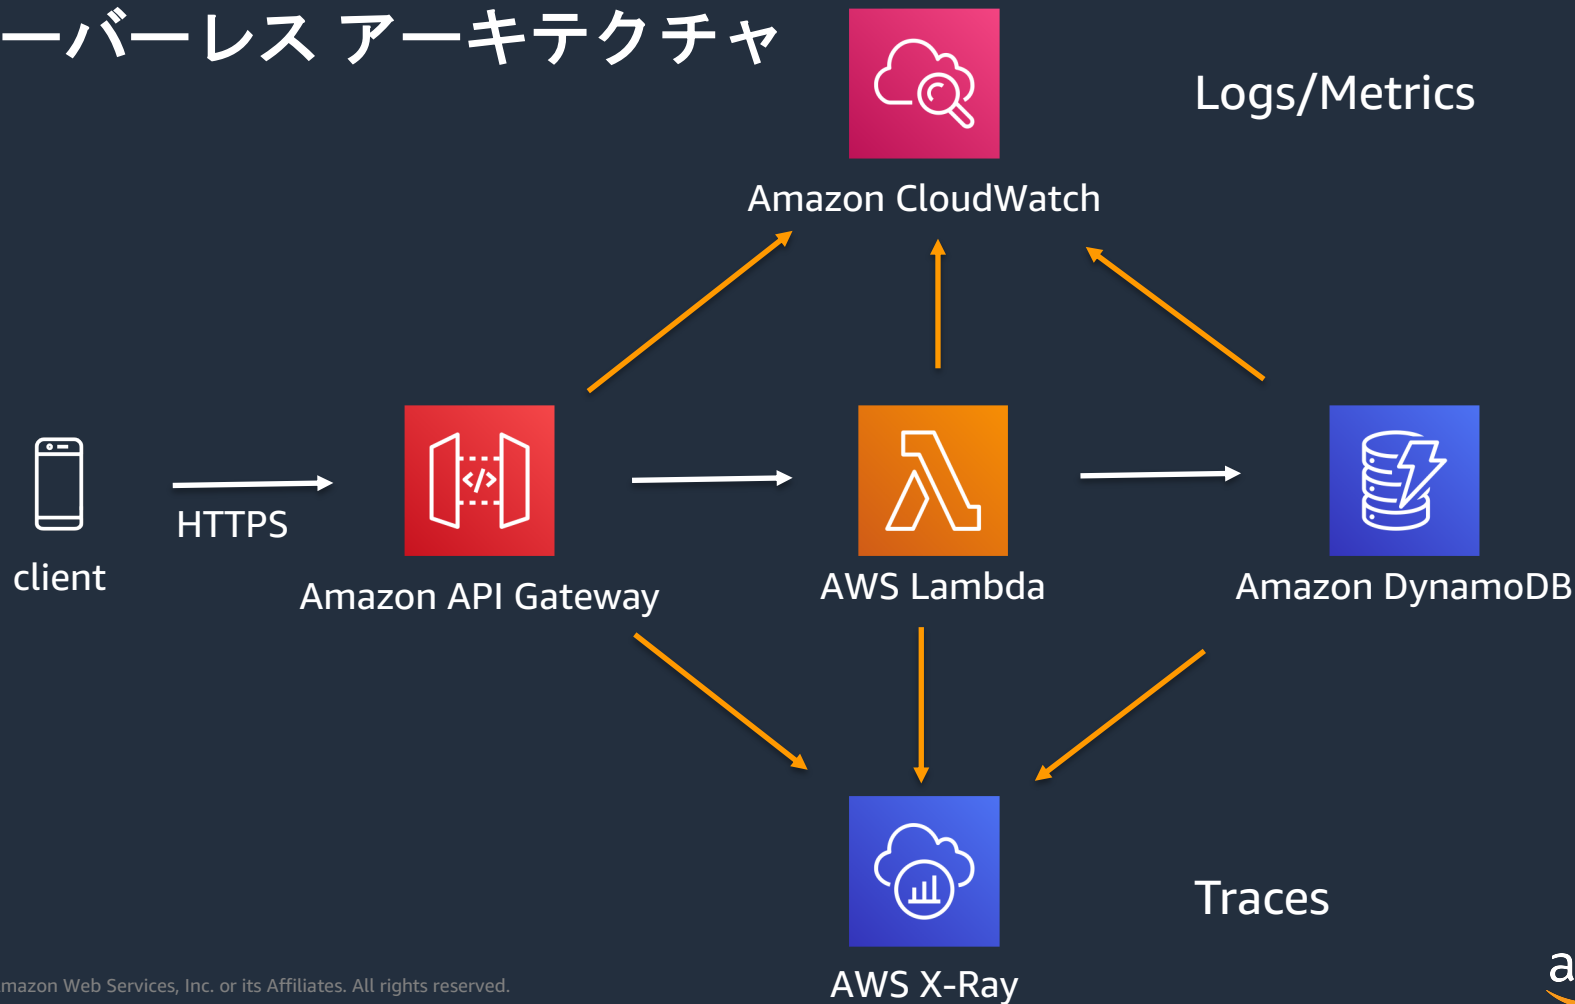 ーバーレス アーキテクチャ
Logs/Metrics
Amazon CloudWatch
HTTPS
client
Amazon API Gateway
AWS Lambda
Amazon DynamoDB
Traces
AWS X-Ray
mazon Web Services, Inc. or its Affiliates. All rights reserved.
a